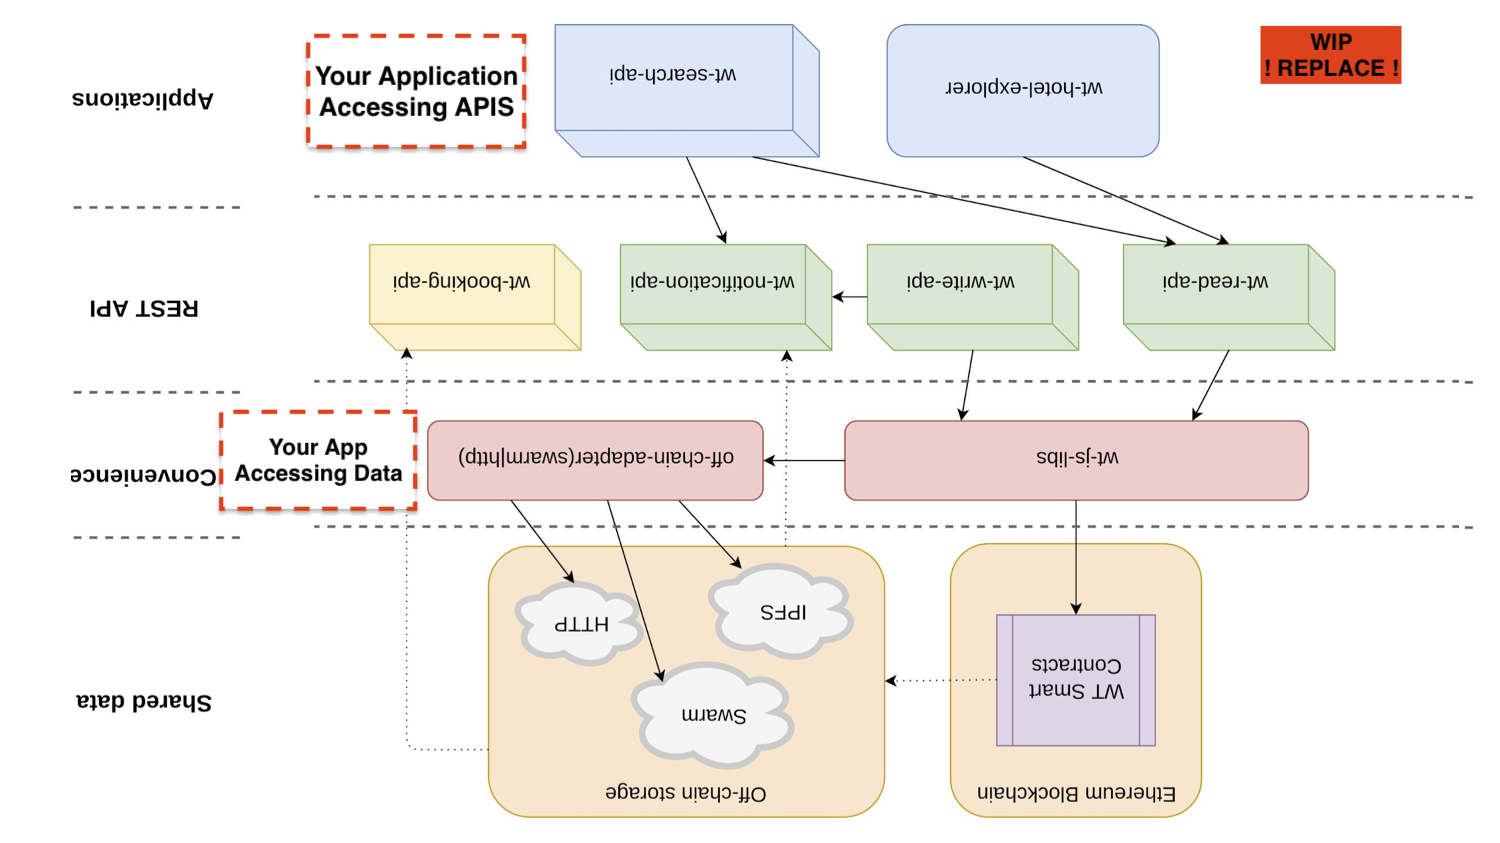 Your Application
Accessing APIS
wt-search-api
wt-hotel-explorer
WIP
! REPLACE !
Applications
wt-booking-api
wt-notification-api
wt-write-api
wt-read-api
REST API
Your App
Accessing Data
off-chain-adapter(swarm|http)
wt-js-libs
Convenience
HTTP
IPFS
Swarm
WT Smart
Contracts
Shared data
Off-chain storage
Ethereum Blockchain